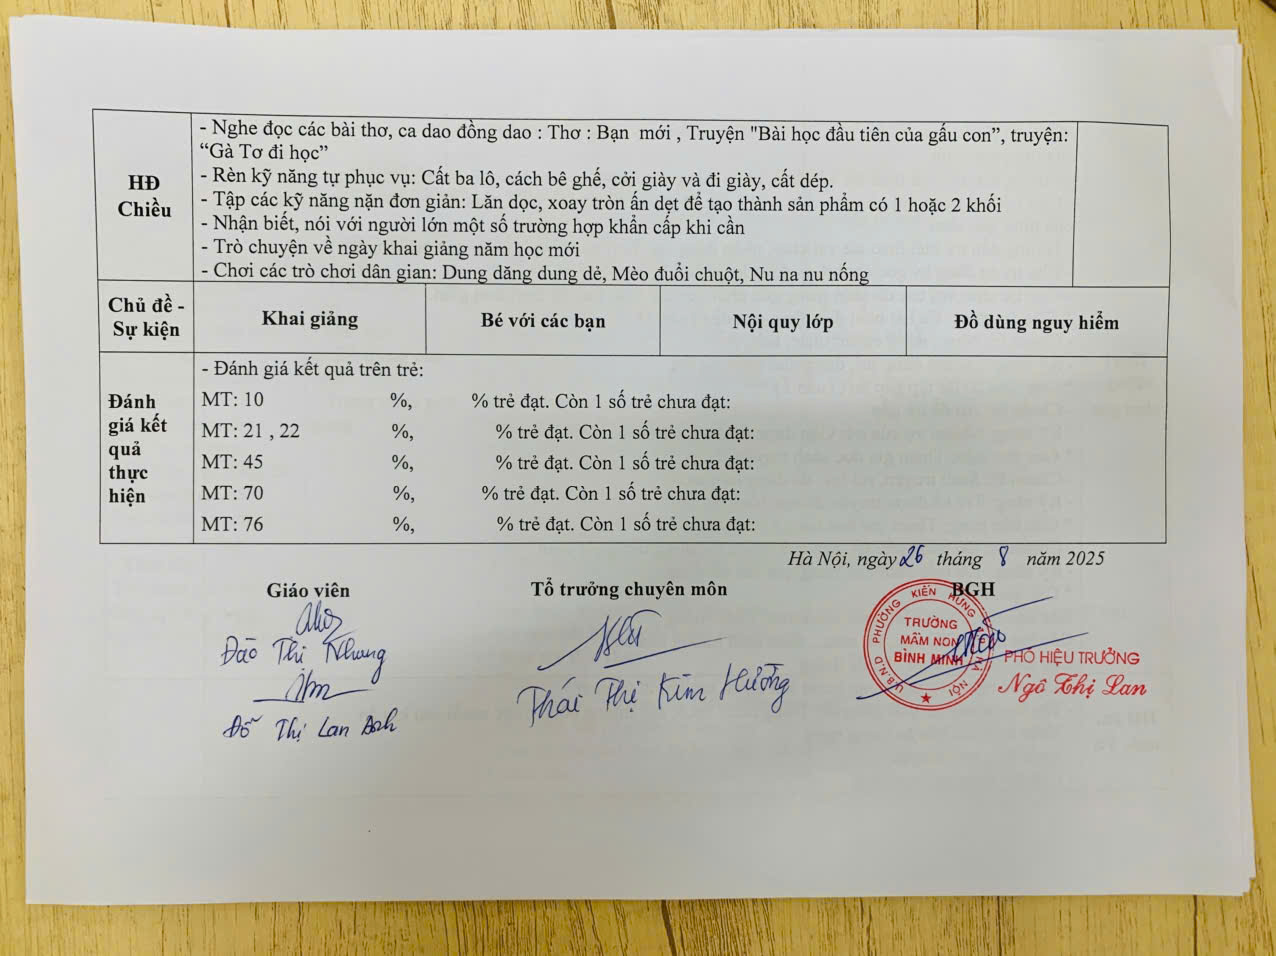 - Nghe đọc các bài thơ, ca dao đồng dao : Thơ : Bạn mới , Truyện "Bài học đầu tiên của gấu con”, truyện:
“Gà Tơ đi học”
- Rèn kỹ năng tự phục vụ: Cất ba lô, cách bê ghế, cởi giày và đi giày, cất dép.
HĐ
Chiều
- Tập các kỹ năng nặn đơn giản: Lăn dọc, xoay tròn ấn dẹt để tạo thành sản phẩm có 1 hoặc 2 khối
- Nhận biết, nói với người lớn một số trường hợp khẩn cấp khi cần
- Trò chuyện về ngày khai giảng năm học mới
- Chơi các trò chơi dân gian: Dung dăng dung dẻ, Mèo đuổi chuột, Nu na nu nống
Chủ đề -
Sự kiện
Khai giảng
Bé với các bạn
Nội quy lớp
Đồ dùng nguy hiểm
Đánh
giá kết
quả
thực
hiện
- Đánh giá kết quả trên trẻ:
MT: 10 %, % trẻ đạt. Còn 1 số trẻ chưa đạt:
MT: 21 , 22 %, % trẻ đạt. Còn 1 số trẻ chưa đạt:
MT: 45 %, % trẻ đạt. Còn 1 số trẻ chưa đạt:
MT: 70 %, % trẻ đạt. Còn 1 số trẻ chưa đạt:
MT: 76 %, % trẻ đạt. Còn 1 số trẻ chưa đạt:
Hà Nội, ngày 26 tháng 8 năm 2025
Giáo viên
Tổ trưởng chuyên môn
BGH
Đào Thị Nhung
Đỗ Thị Lan Anh
Thái Thị Kim Hường
U.B.N.D PHƯỜNG KIẾN HƯNG
HÀ NỘI
TRƯỜNG
MẦM NON
BÌNH MINH
PHÓ HIỆU TRƯỞNG
Ngô Thị Lan